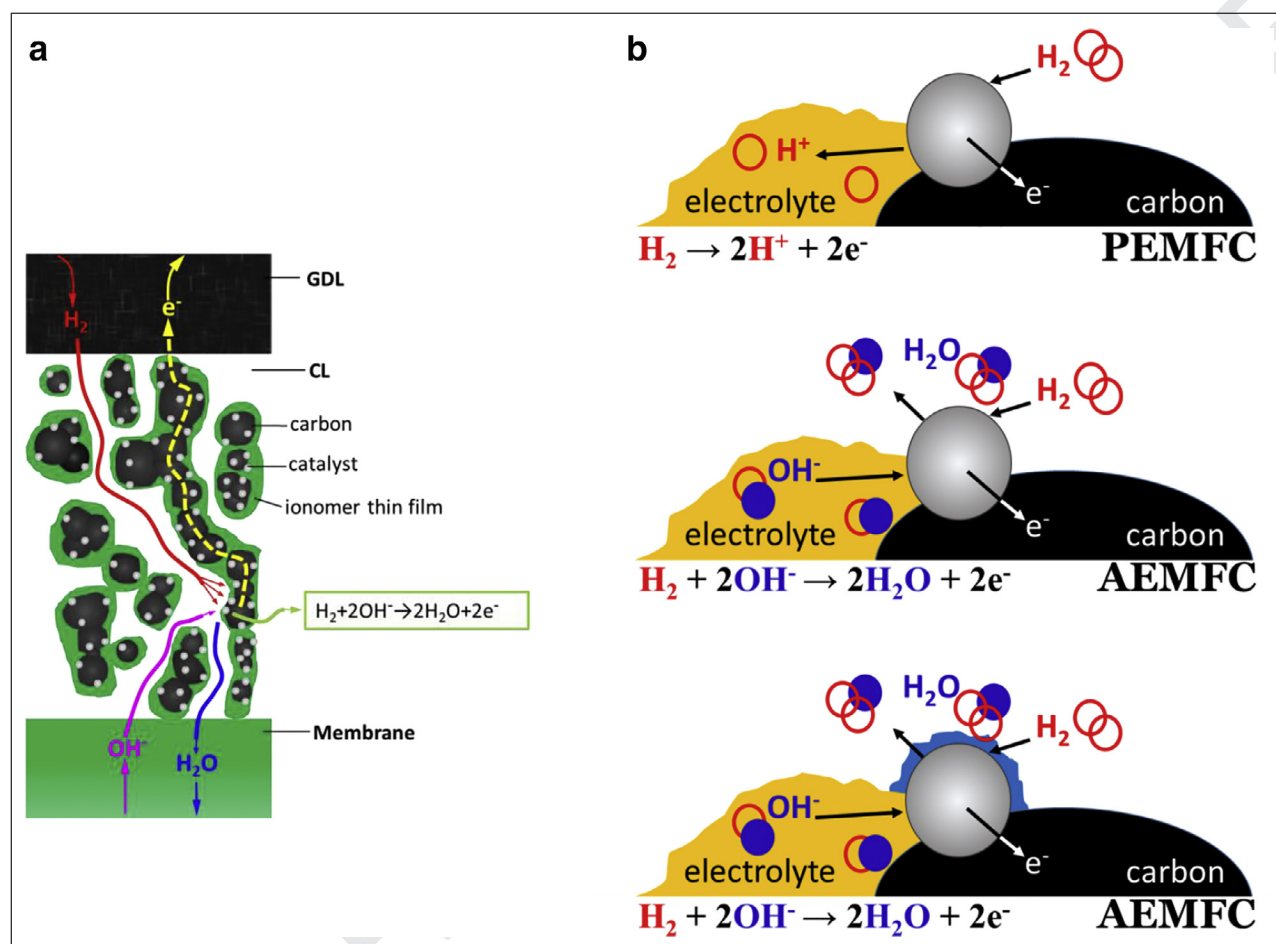 a
GDL
H₂
e⁻
CL
carbon
catalyst
ionomer thin film
H₂+2OH⁻→2H₂O+2e⁻
Membrane
OH⁻
H₂O
b
H₂
H⁺
electrolyte
e⁻
carbon
H₂ → 2H⁺ + 2e⁻
PEMFC
H₂O
H₂
OH⁻
electrolyte
e⁻
carbon
H₂ + 2OH⁻ → 2H₂O + 2e⁻
AEMFC
H₂O
H₂
OH⁻
electrolyte
e⁻
carbon
H₂ + 2OH⁻ → 2H₂O + 2e⁻
AEMFC